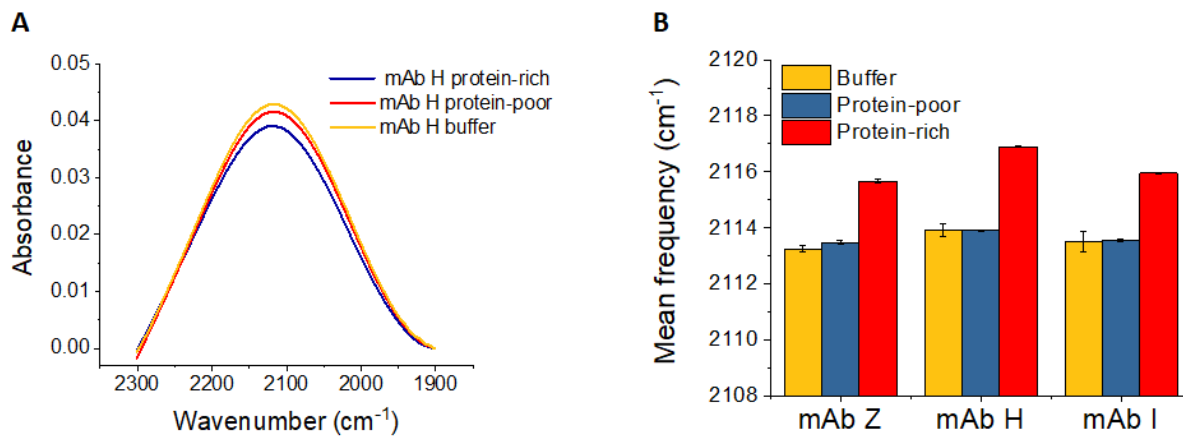 A
Absorbance
0.05
0.04
0.03
0.02
0.01
0.00
mAb H protein-rich
mAb H protein-poor
mAb H buffer
2300 2200 2100 2000 1900
Wavenumber (cm⁻¹)
B
Mean frequency (cm⁻¹)
2120
2118
2116
2114
2112
2110
2108
Buffer
Protein-poor
Protein-rich
mAb Z mAb H mAb I